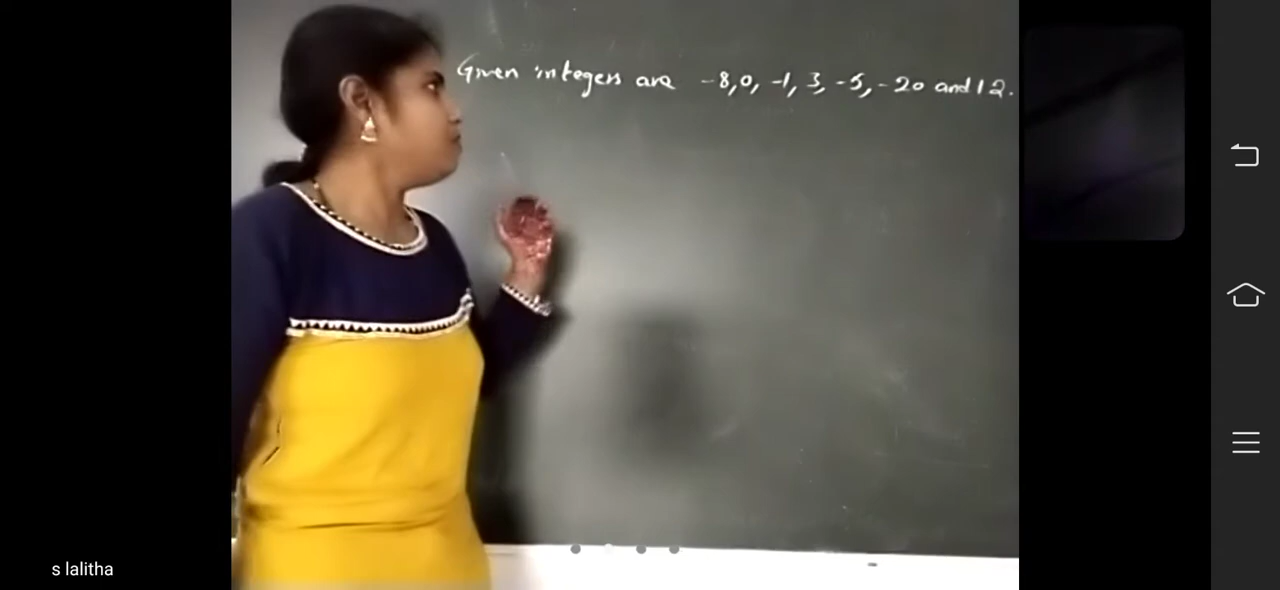 Given integers are -8, 0, -1, 3, -5, -20 and 12.
s lalitha